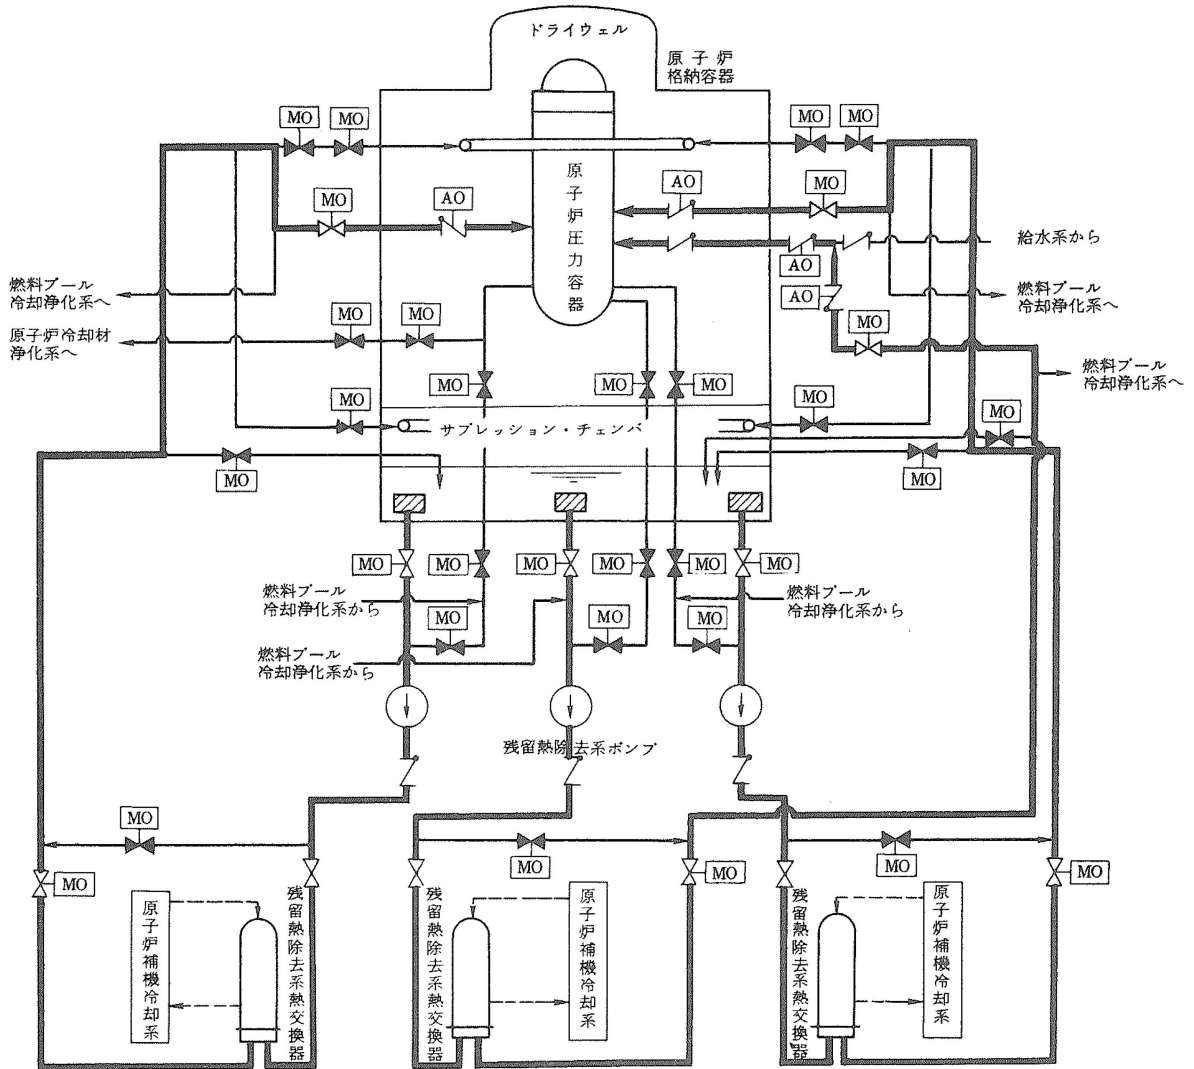 ドライウェル
原子炉
格納容器
MO
MO
MO
MO
原子炉圧力容器
MO
AO
AO
MO
給水系から
AO
燃料プール
冷却浄化系へ
AO
燃料プール
冷却浄化系へ
原子炉冷却材
浄化系へ
MO
MO
MO
燃料プール
冷却浄化系へ
MO
MO
MO
MO
MO
MO
サプレッション・チェンバ
MO
MO
MO
MO
MO
MO
MO
MO
燃料プール
冷却浄化系から
燃料プール
冷却浄化系から
MO
MO
MO
燃料プール
冷却浄化系から
残留熱除去系ポンプ
MO
MO
MO
MO
MO
MO
原子炉補機冷却系
残留熱除去系熱交換器
残留熱除去系熱交換器
原子炉補機冷却系
残留熱除去系熱交換器
原子炉補機冷却系